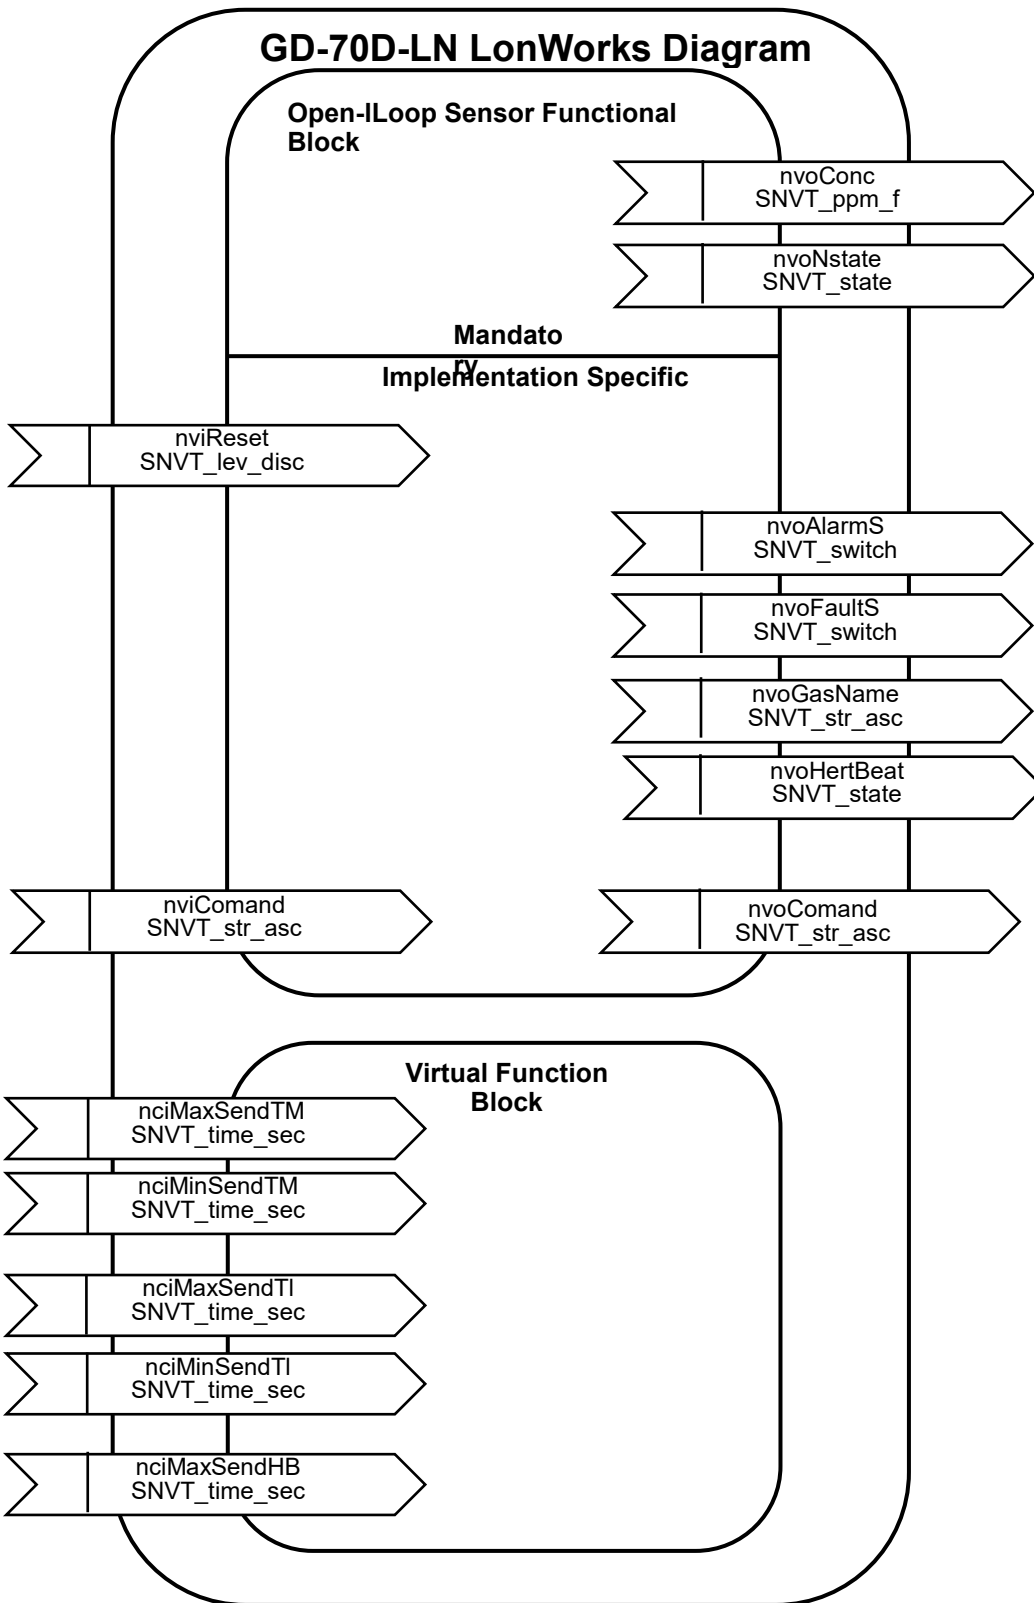 GD-70D-LN LonWorks Diagram
Open-ILoop Sensor Functional
Block
nvoConc
SNVT_ppm_f
nvoNstate
SNVT_state
Mandato
ry
Implementation Specific
nviReset
SNVT_lev_disc
nvoAlarmS
SNVT_switch
nvoFaultS
SNVT_switch
nvoGasName
SNVT_str_asc
nvoHertBeat
SNVT_state
nviComand
SNVT_str_asc
nvoComand
SNVT_str_asc
Virtual Function
Block
nciMaxSendTM
SNVT_time_sec
nciMinSendTM
SNVT_time_sec
nciMaxSendTI
SNVT_time_sec
nciMinSendTI
SNVT_time_sec
nciMaxSendHB
SNVT_time_sec